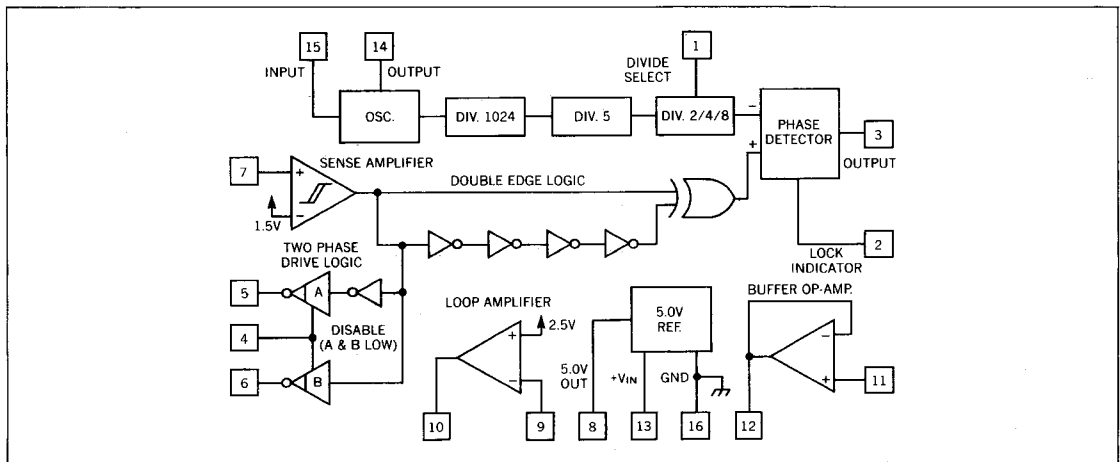 15
14
1
INPUT
OUTPUT
DIVIDE
SELECT
OSC.
DIV. 1024
DIV. 5
DIV. 2/4/8
−
+
PHASE
DETECTOR
3
OUTPUT
SENSE AMPLIFIER
7
+
−
1.5V
DOUBLE EDGE LOGIC
2
LOCK
INDICATOR
TWO PHASE
DRIVE LOGIC
5
A
4
DISABLE
(A & B LOW)
6
B
LOOP AMPLIFIER
+
2.5V
−
10
9
5.0V
REF.
5.0V
OUT
+VIN
GND
8
13
16
BUFFER OP-AMP.
−
+
11
12